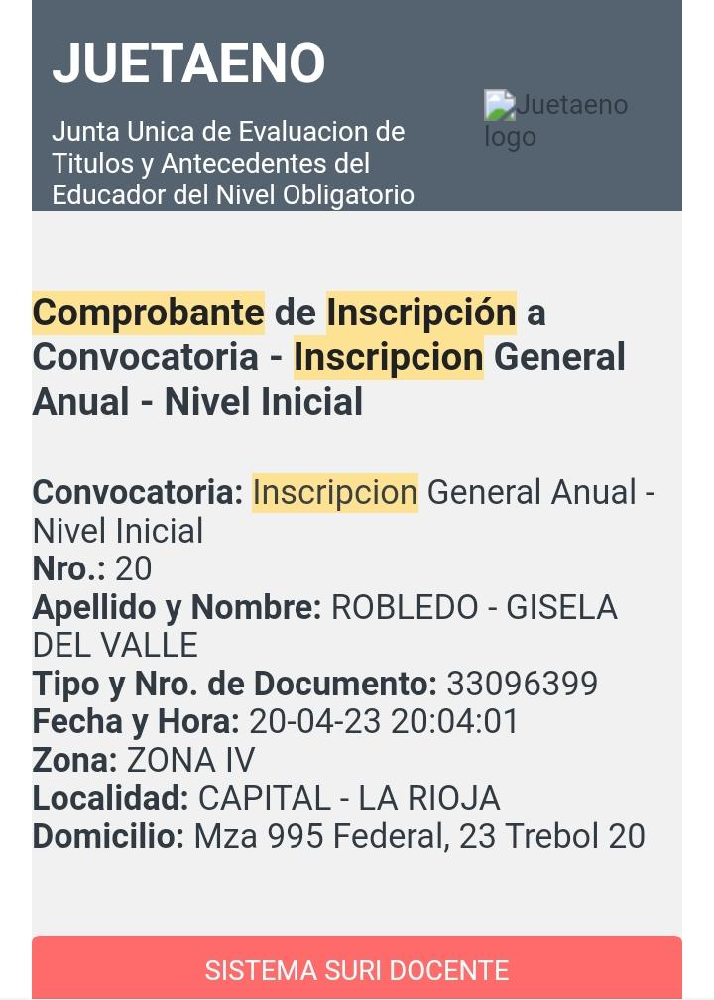 JUETAENO
Junta Unica de Evaluacion de
Titulos y Antecedentes del
Educador del Nivel Obligatorio
Juetaeno
logo
Comprobante de Inscripción a
Convocatoria - Inscripcion General
Anual - Nivel Inicial
Convocatoria: Inscripcion General Anual -
Nivel Inicial
Nro.: 20
Apellido y Nombre: ROBLEDO - GISELA
DEL VALLE
Tipo y Nro. de Documento: 33096399
Fecha y Hora: 20-04-23 20:04:01
Zona: ZONA IV
Localidad: CAPITAL - LA RIOJA
Domicilio: Mza 995 Federal, 23 Trebol 20
SISTEMA SURI DOCENTE